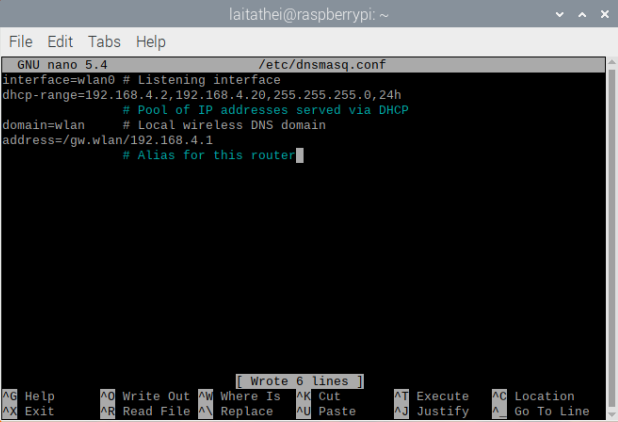 laitathei@raspberrypi: ~
File Edit Tabs Help
GNU nano 5.4 /etc/dnsmasq.conf
interface=wlan0 # Listening interface
dhcp-range=192.168.4.2,192.168.4.20,255.255.255.0,24h
# Pool of IP addresses served via DHCP
domain=wlan # Local wireless DNS domain
address=/gw.wlan/192.168.4.1
# Alias for this router
[ Wrote 6 lines ]
^G Help ^O Write Out ^W Where Is ^K Cut ^T Execute ^C Location
^X Exit ^R Read File ^\ Replace ^U Paste ^J Justify ^_ Go To Line